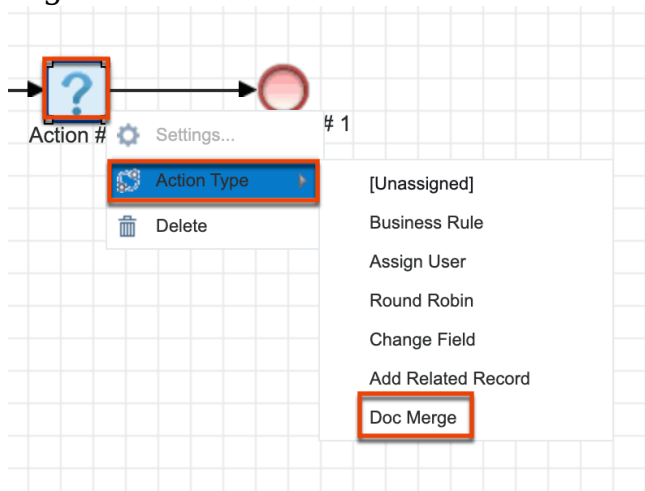 Action #
# 1
Settings...
Action Type
Delete
[Unassigned]
Business Rule
Assign User
Round Robin
Change Field
Add Related Record
Doc Merge